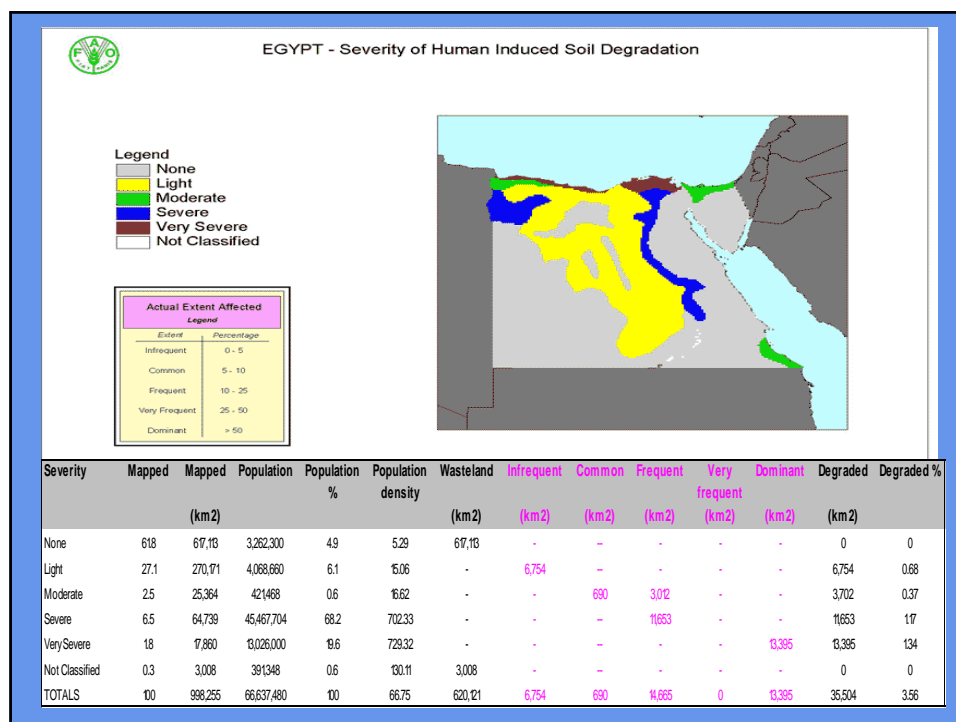 FAO
FIAT PANIS
EGYPT - Severity of Human Induced Soil Degradation
Legend
None
Light
Moderate
Severe
Very Severe
Not Classified
Actual Extent Affected
Legend
Extent Percentage
Infrequent 0 - 5
Common 5 - 10
Frequent 10 - 25
Very Frequent 25 - 50
Dominant > 50
Severity Mapped Mapped Population Population Population Wasteland Infrequent Common Frequent Very Dominant Degraded Degraded %
% density frequent
(km2) (km2) (km2) (km2) (km2) (km2) (km2) (km2)
None 61.8 617,113 3,262,300 4.9 5.29 617,113 - -- - - - 0 0
Light 27.1 270,171 4,068,660 6.1 15.06 - 6,754 -- - - - 6,754 0.68
Moderate 2.5 25,364 421,468 0.6 16.62 - - 690 3,012 - - 3,702 0.37
Severe 6.5 64,739 45,467,704 68.2 702.33 - - -- 11,653 - - 11,653 1.17
Very Severe 1.8 17,860 13,026,000 19.6 729.32 - - -- - - 13,395 13,395 1.34
Not Classified 0.3 3,008 391,348 0.6 130.11 3,008 - -- - - - 0 0
TOTALS 100 998,255 66,637,480 100 66.75 620,121 6,754 690 14,665 0 13,395 35,504 3.56